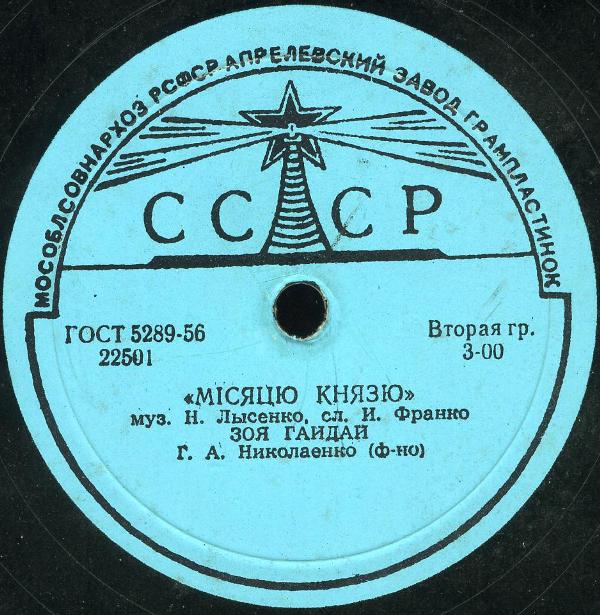 МОСОБЛСОВНАРХОЗ РСФСР. АПРЕЛЕВСКИЙ ЗАВОД ГРАМПЛАСТИНОК
СССР
ГОСТ 5289-56
22501
Вторая гр.
3-00
«МІСЯЦЮ КНЯЗЮ»
муз. Н. Лысенко, сл. И. Франко
ЗОЯ ГАЙДАЙ
Г. А. Николаенко (ф-но)